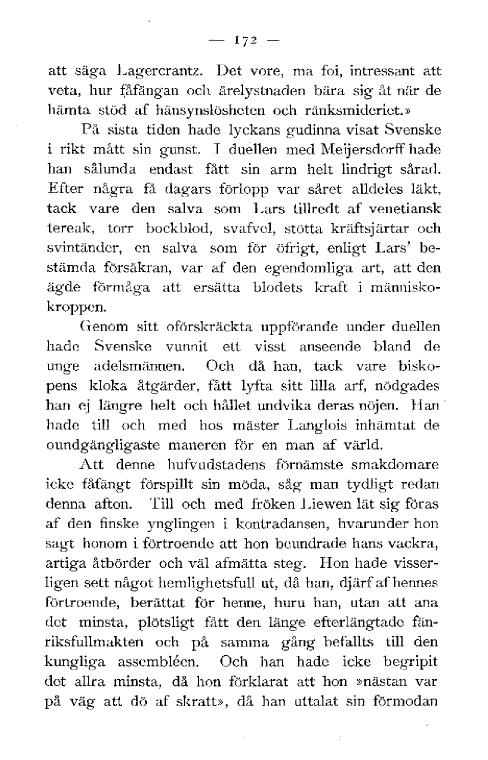 — 172 —
att säga Lagercrantz. Det vore, ma foi, intressant att
veta, hur fåfängan och ärelystnaden bära sig åt när de
hämta stöd af hänsynslösheten och ränksmideriet.»
På sista tiden hade lyckans gudinna visat Svenske
i rikt mått sin gunst. I duellen med Meijersdorff hade
han sålunda endast fått sin arm helt lindrigt sårad.
Efter några få dagars förlopp var såret alldeles läkt,
tack vare den salva som Lars tillredt af venetiansk
tereak, torr bockblod, svafvel, stötta kräftsjärtar och
svintänder, en salva som för öfrigt, enligt Lars' be-
stämda försäkran, var af den egendomliga art, att den
ägde förmåga att ersätta blodets kraft i människo-
kroppen.
Genom sitt oförskräckta uppförande under duellen
hade Svenske vunnit ett visst anseende bland de
unge adelsmännen. Och då han, tack vare bisko-
pens kloka åtgärder, fått lyfta sitt lilla arf, nödgades
han ej längre helt och hållet undvika deras nöjen. Han
hade till och med hos mäster Langlois inhämtat de
oundgängligaste maneren för en man af värld.
Att denne hufvudstadens förnämste smakdomare
icke fåfängt förspillt sin möda, såg man tydligt redan
denna afton. Till och med fröken Liewen lät sig föras
af den finske ynglingen i kontradansen, hvarunder hon
sagt honom i förtroende att hon beundrade hans vackra,
artiga åtbörder och väl afmätta steg. Hon hade visser-
ligen sett något hemlighetsfull ut, då han, djärf af hennes
förtroende, berättat för henne, huru han, utan att ana
det minsta, plötsligt fått den länge efterlängtade fän-
riksfullmakten och på samma gång befallts till den
kungliga assembléen. Och han hade icke begripit
det allra minsta, då hon förklarat att hon »nästan var
på väg att dö af skratt», då han uttalat sin förmodan